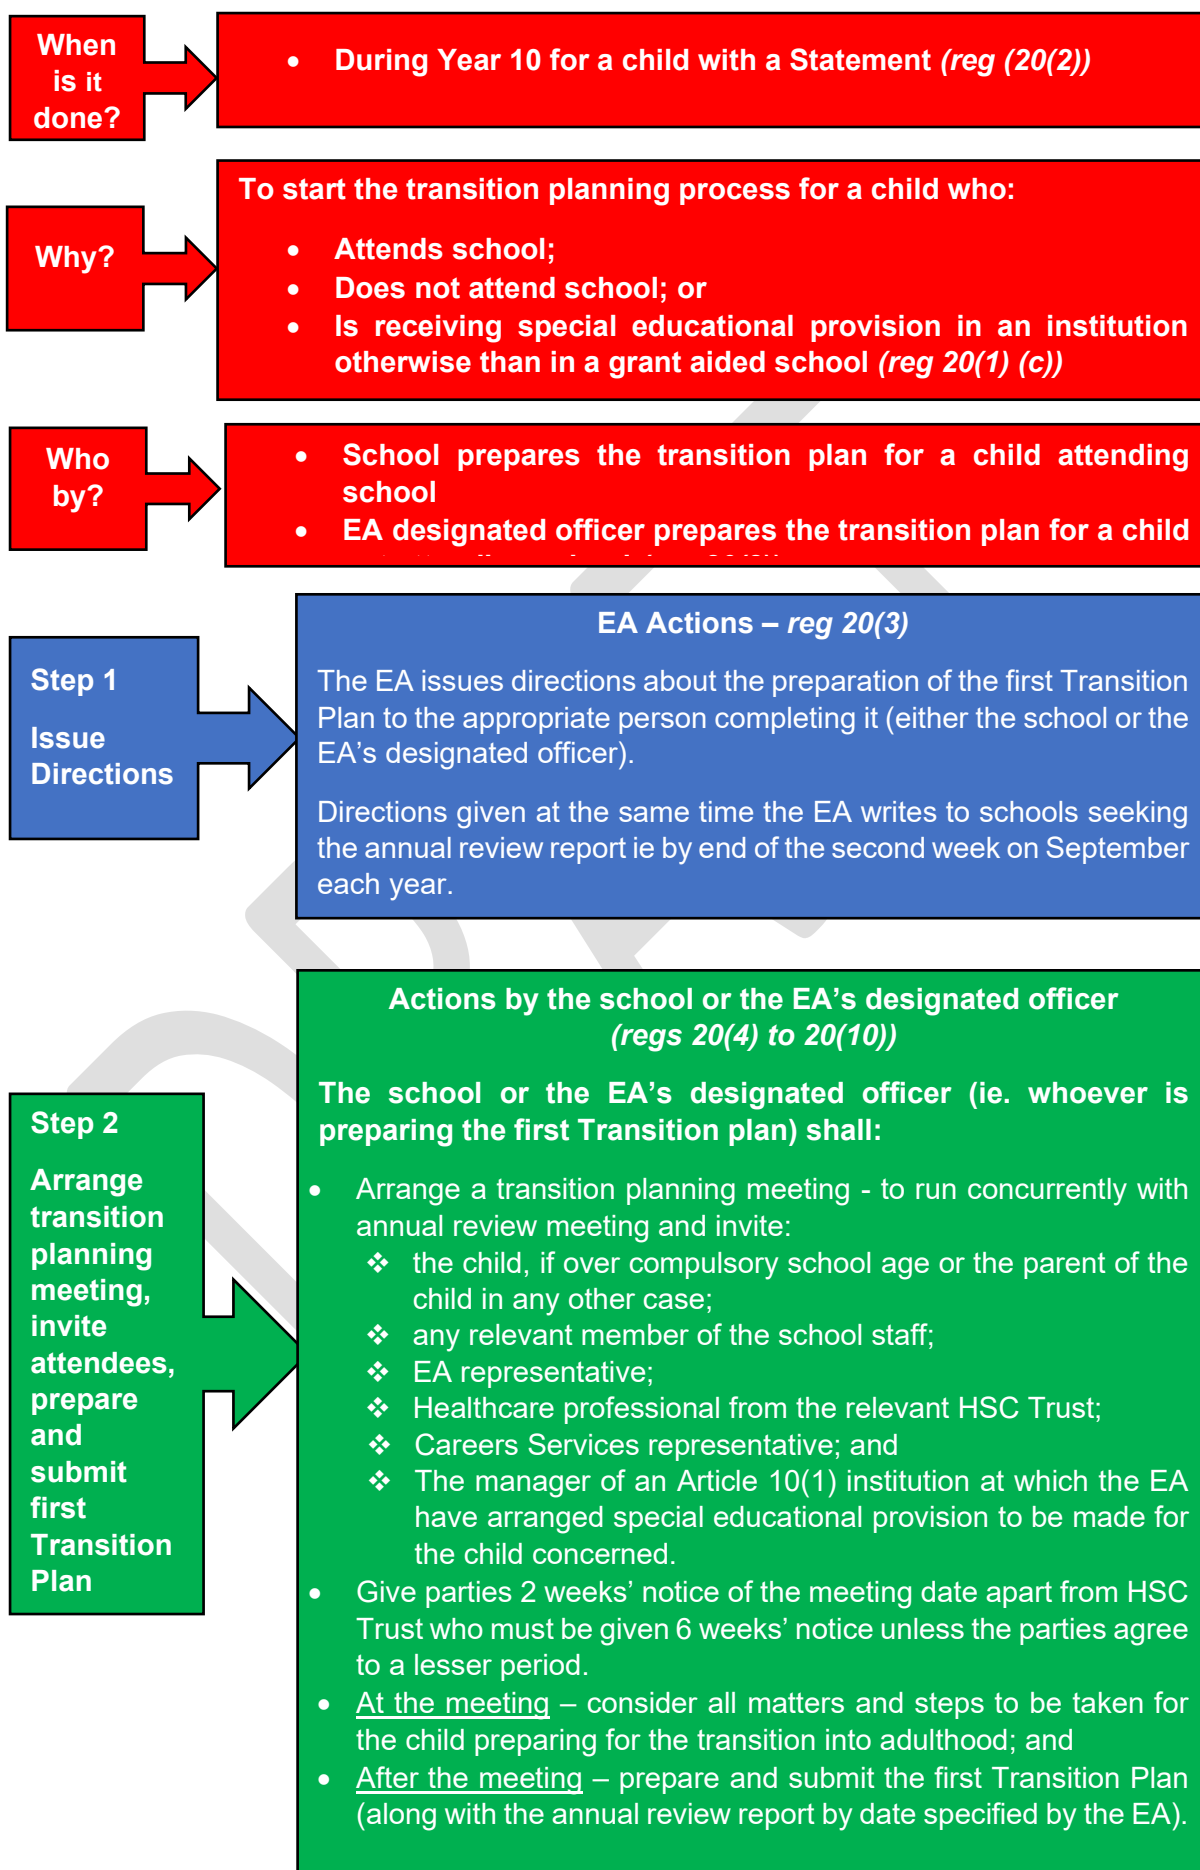 When
is it
done?
• During Year 10 for a child with a Statement (reg (20(2))
Why?
To start the transition planning process for a child who:
• Attends school;
• Does not attend school; or
• Is receiving special educational provision in an institution
otherwise than in a grant aided school (reg 20(1) (c))
Who
by?
• School prepares the transition plan for a child attending
school
• EA designated officer prepares the transition plan for a child
Step 1
Issue
Directions
EA Actions – reg 20(3)
The EA issues directions about the preparation of the first Transition
Plan to the appropriate person completing it (either the school or the
EA’s designated officer).
Directions given at the same time the EA writes to schools seeking
the annual review report ie by end of the second week on September
each year.
Step 2
Arrange
transition
planning
meeting,
invite
attendees,
prepare
and
submit
first
Transition
Plan
Actions by the school or the EA’s designated officer
(regs 20(4) to 20(10))
The school or the EA’s designated officer (ie. whoever is
preparing the first Transition plan) shall:
• Arrange a transition planning meeting - to run concurrently with
annual review meeting and invite:
❖ the child, if over compulsory school age or the parent of the
child in any other case;
❖ any relevant member of the school staff;
❖ EA representative;
❖ Healthcare professional from the relevant HSC Trust;
❖ Careers Services representative; and
❖ The manager of an Article 10(1) institution at which the EA
have arranged special educational provision to be made for
the child concerned.
• Give parties 2 weeks’ notice of the meeting date apart from HSC
Trust who must be given 6 weeks’ notice unless the parties agree
to a lesser period.
• At the meeting – consider all matters and steps to be taken for
the child preparing for the transition into adulthood; and
• After the meeting – prepare and submit the first Transition Plan
(along with the annual review report by date specified by the EA).